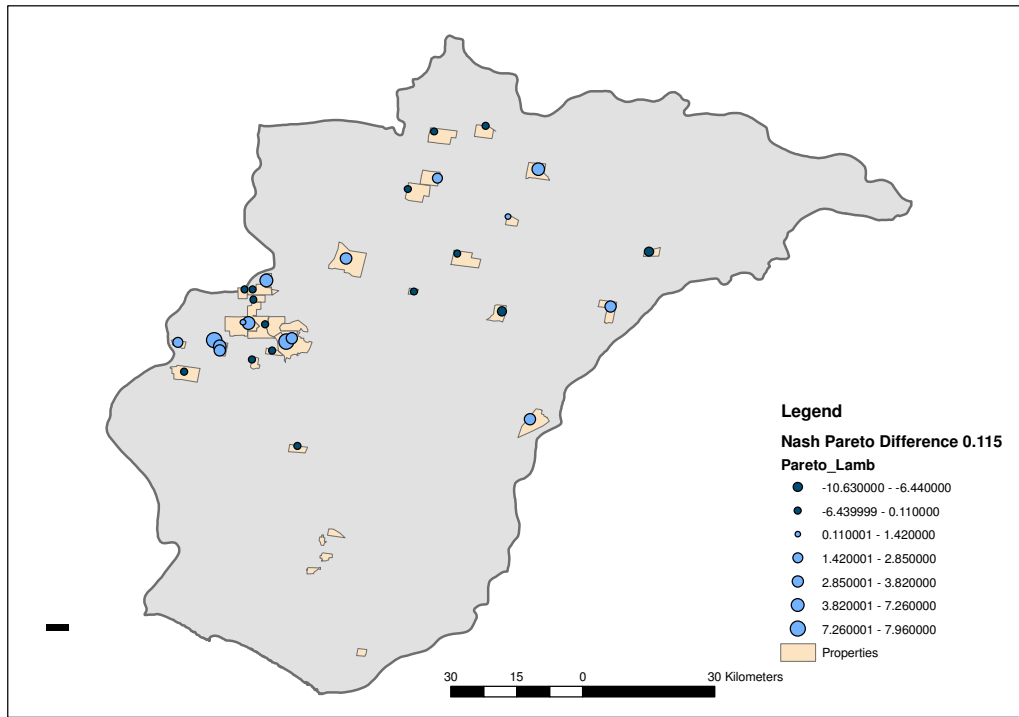 Legend
Nash Pareto Difference 0.115
Pareto_Lamb
-10.630000 - -6.440000
-6.439999 - 0.110000
0.110001 - 1.420000
1.420001 - 2.850000
2.850001 - 3.820000
3.820001 - 7.260000
7.260001 - 7.960000
Properties
30 15 0 30 Kilometers